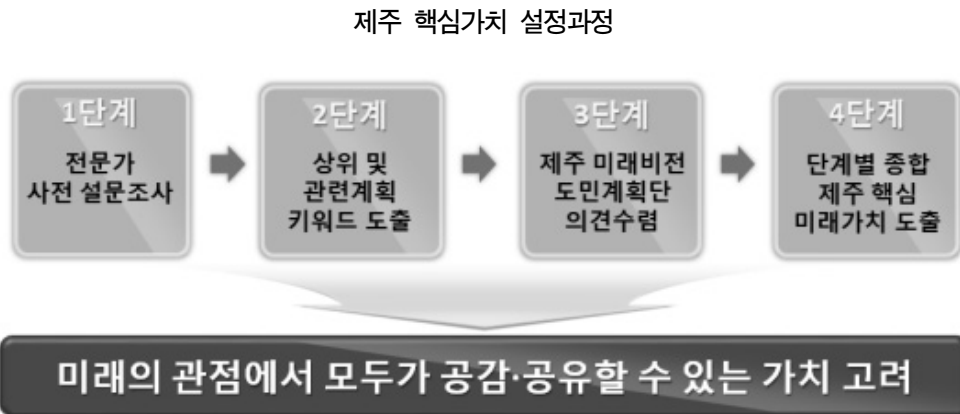 제주 핵심가치 설정과정
1단계
전문가
사전 설문조사
2단계
상위 및
관련계획
키워드 도출
3단계
제주 미래비전
도민계획단
의견수렴
4단계
단계별 종합
제주 핵심
미래가치 도출
미래의 관점에서 모두가 공감·공유할 수 있는 가치 고려